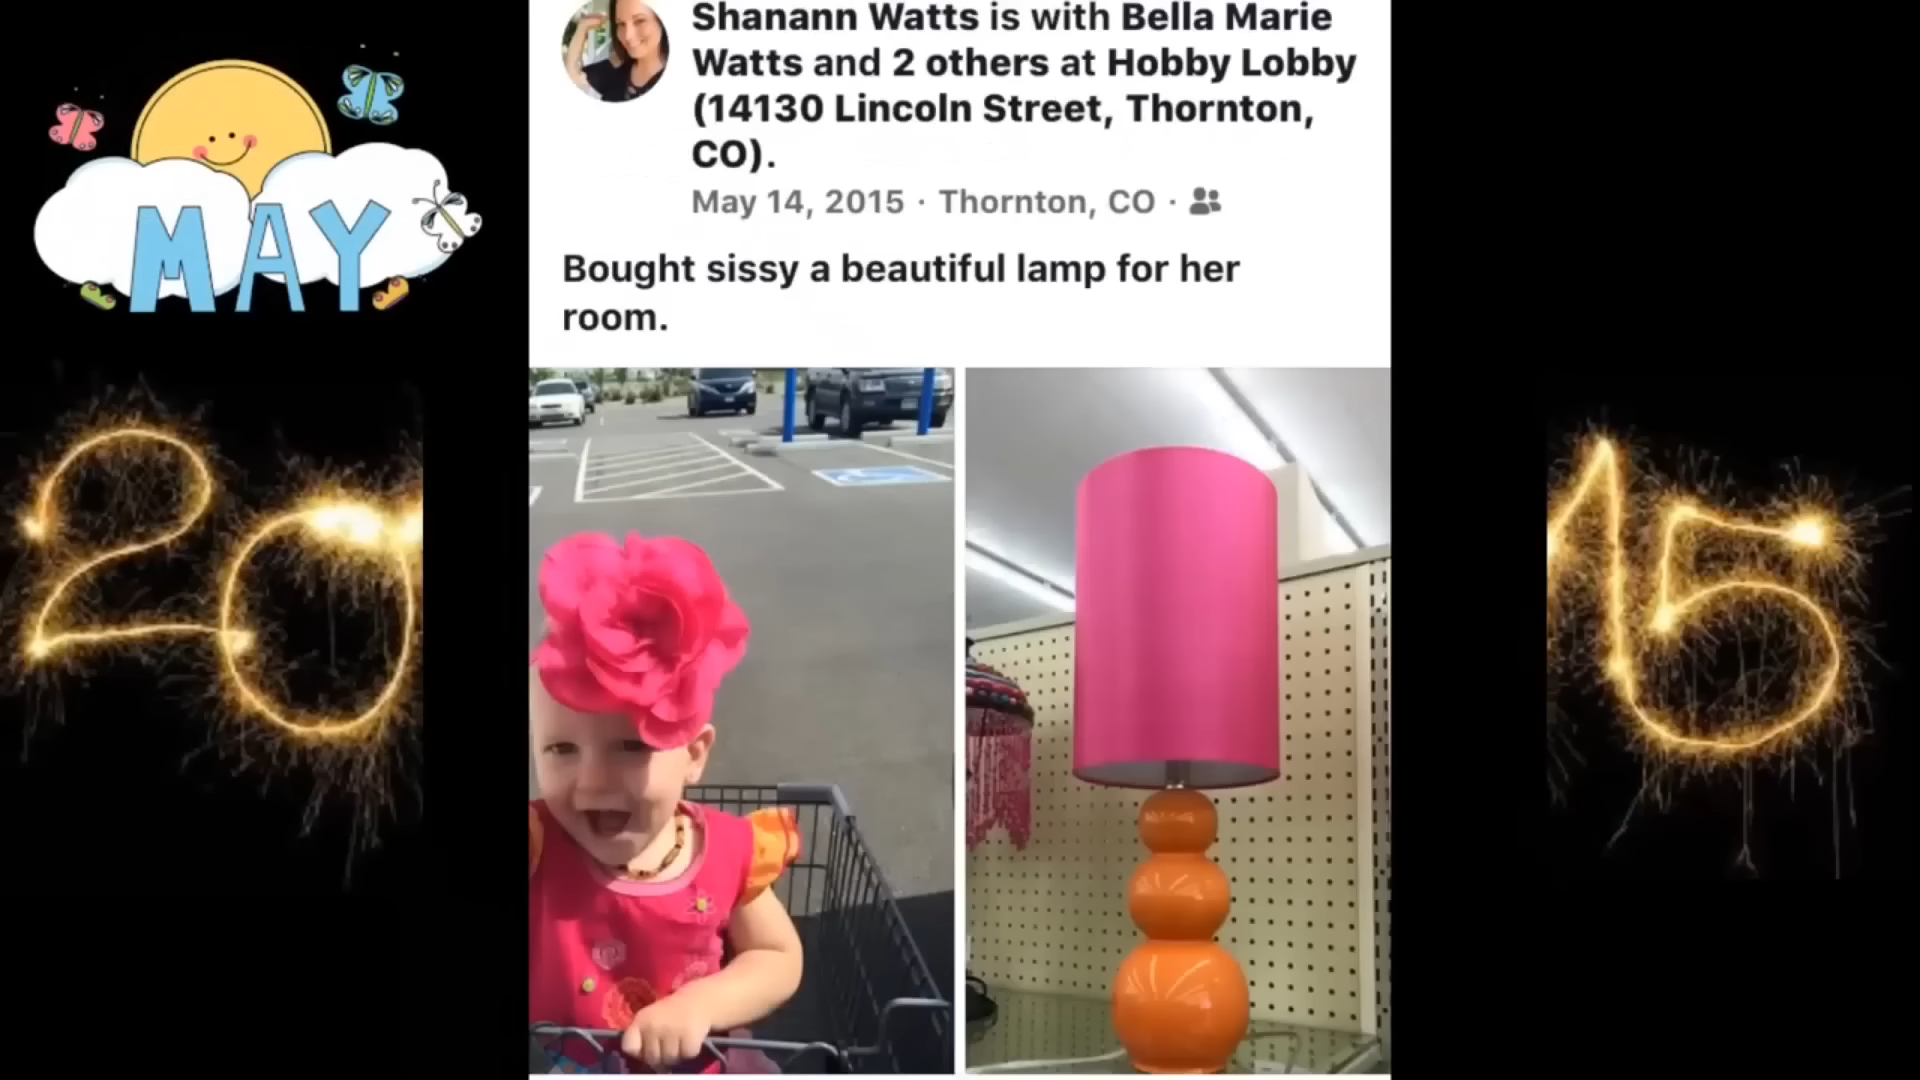 MAY
Shanann Watts is with Bella Marie
Watts and 2 others at Hobby Lobby
(14130 Lincoln Street, Thornton,
CO).
May 14, 2015 · Thornton, CO ·
Bought sissy a beautiful lamp for her
room.
20
15